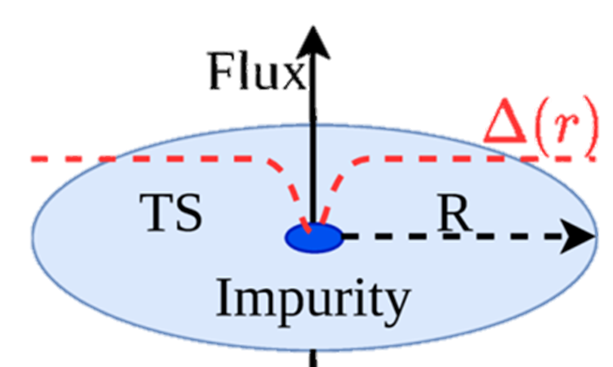 Flux
Δ(r)
TS
R
Impurity